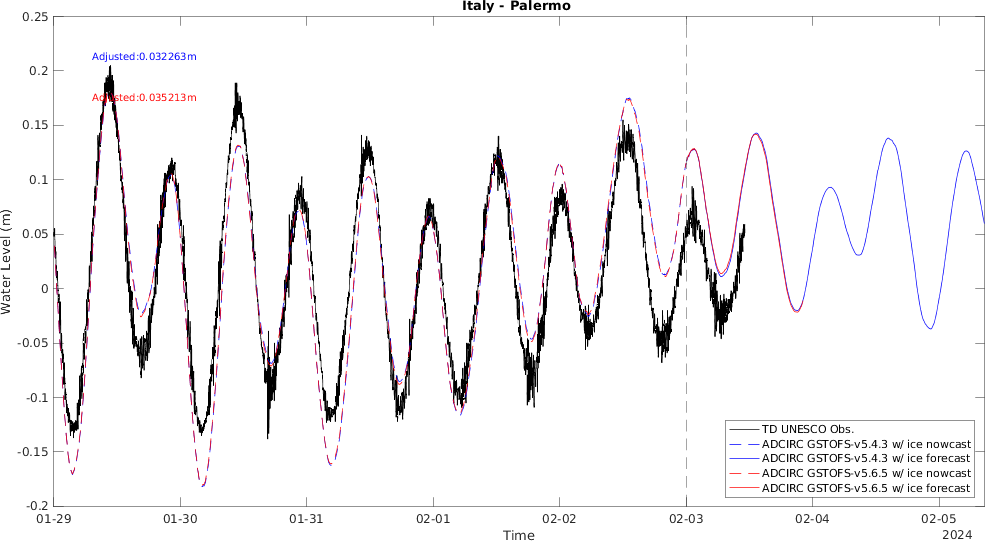 Italy - Palermo
0.25
0.2
0.15
0.1
0.05
0
-0.05
-0.1
-0.15
-0.2
Water Level (m)
Adjusted:0.032263m
Adjusted:0.035213m
TD UNESCO Obs.
ADCIRC GSTOFS-v5.4.3 w/ ice nowcast
ADCIRC GSTOFS-v5.4.3 w/ ice forecast
ADCIRC GSTOFS-v5.6.5 w/ ice nowcast
ADCIRC GSTOFS-v5.6.5 w/ ice forecast
01-29 01-30 01-31 02-01 02-02 02-03 02-04 02-05
Time
2024